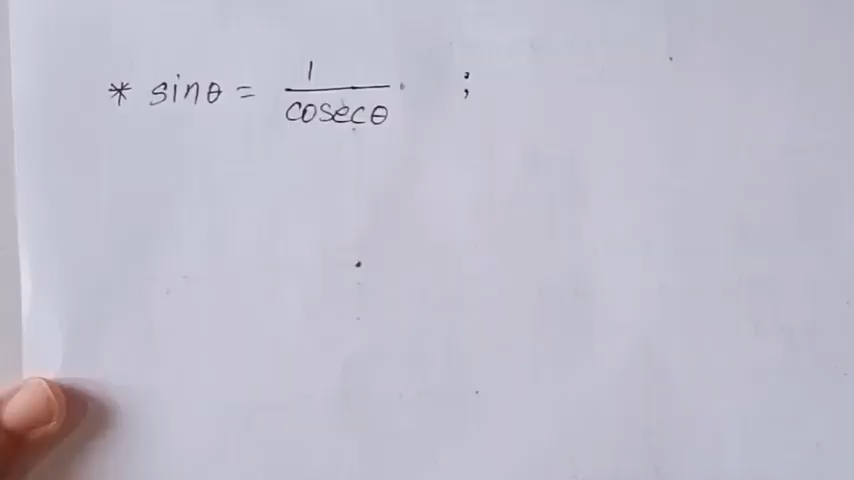 * sinθ = 1/cosecθ ;